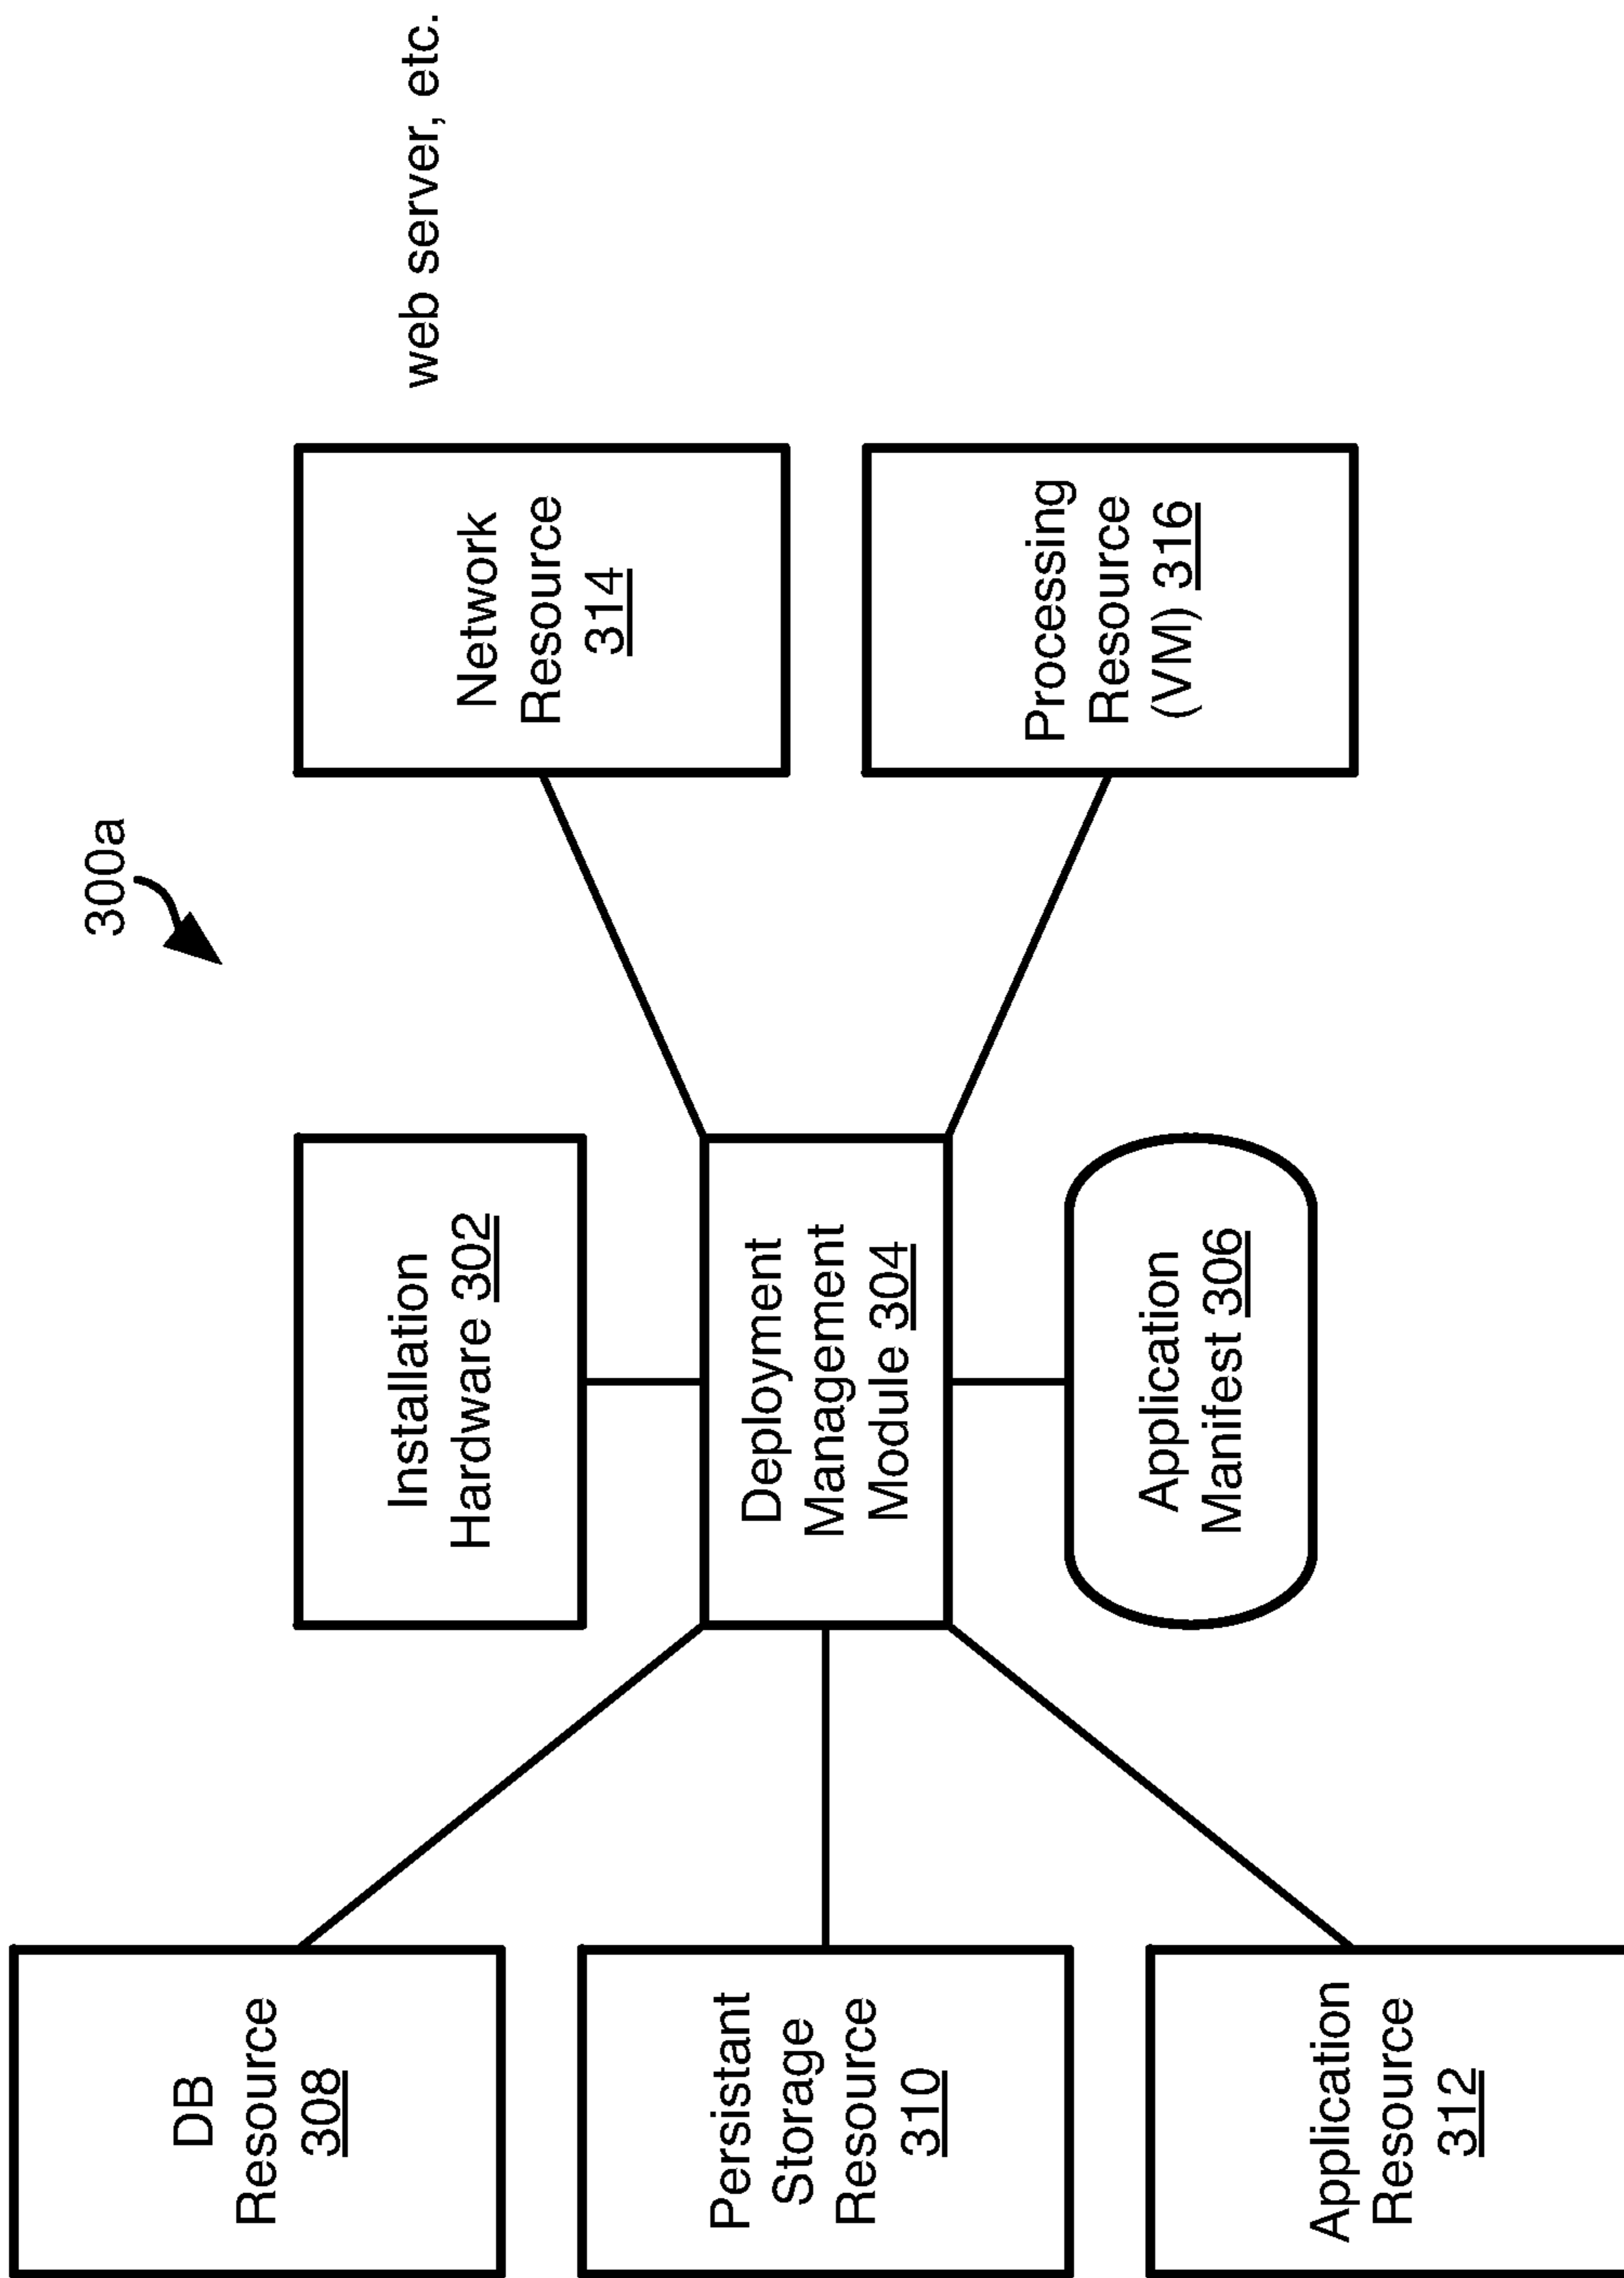 300a
web server, etc.
DB
Resource
308
Installation
Hardware 302
Network
Resource
314
Persistant
Storage
Resource
310
Deployment
Management
Module 304
Processing
Resource
(VM) 316
Application
Resource
312
Application
Manifest 306